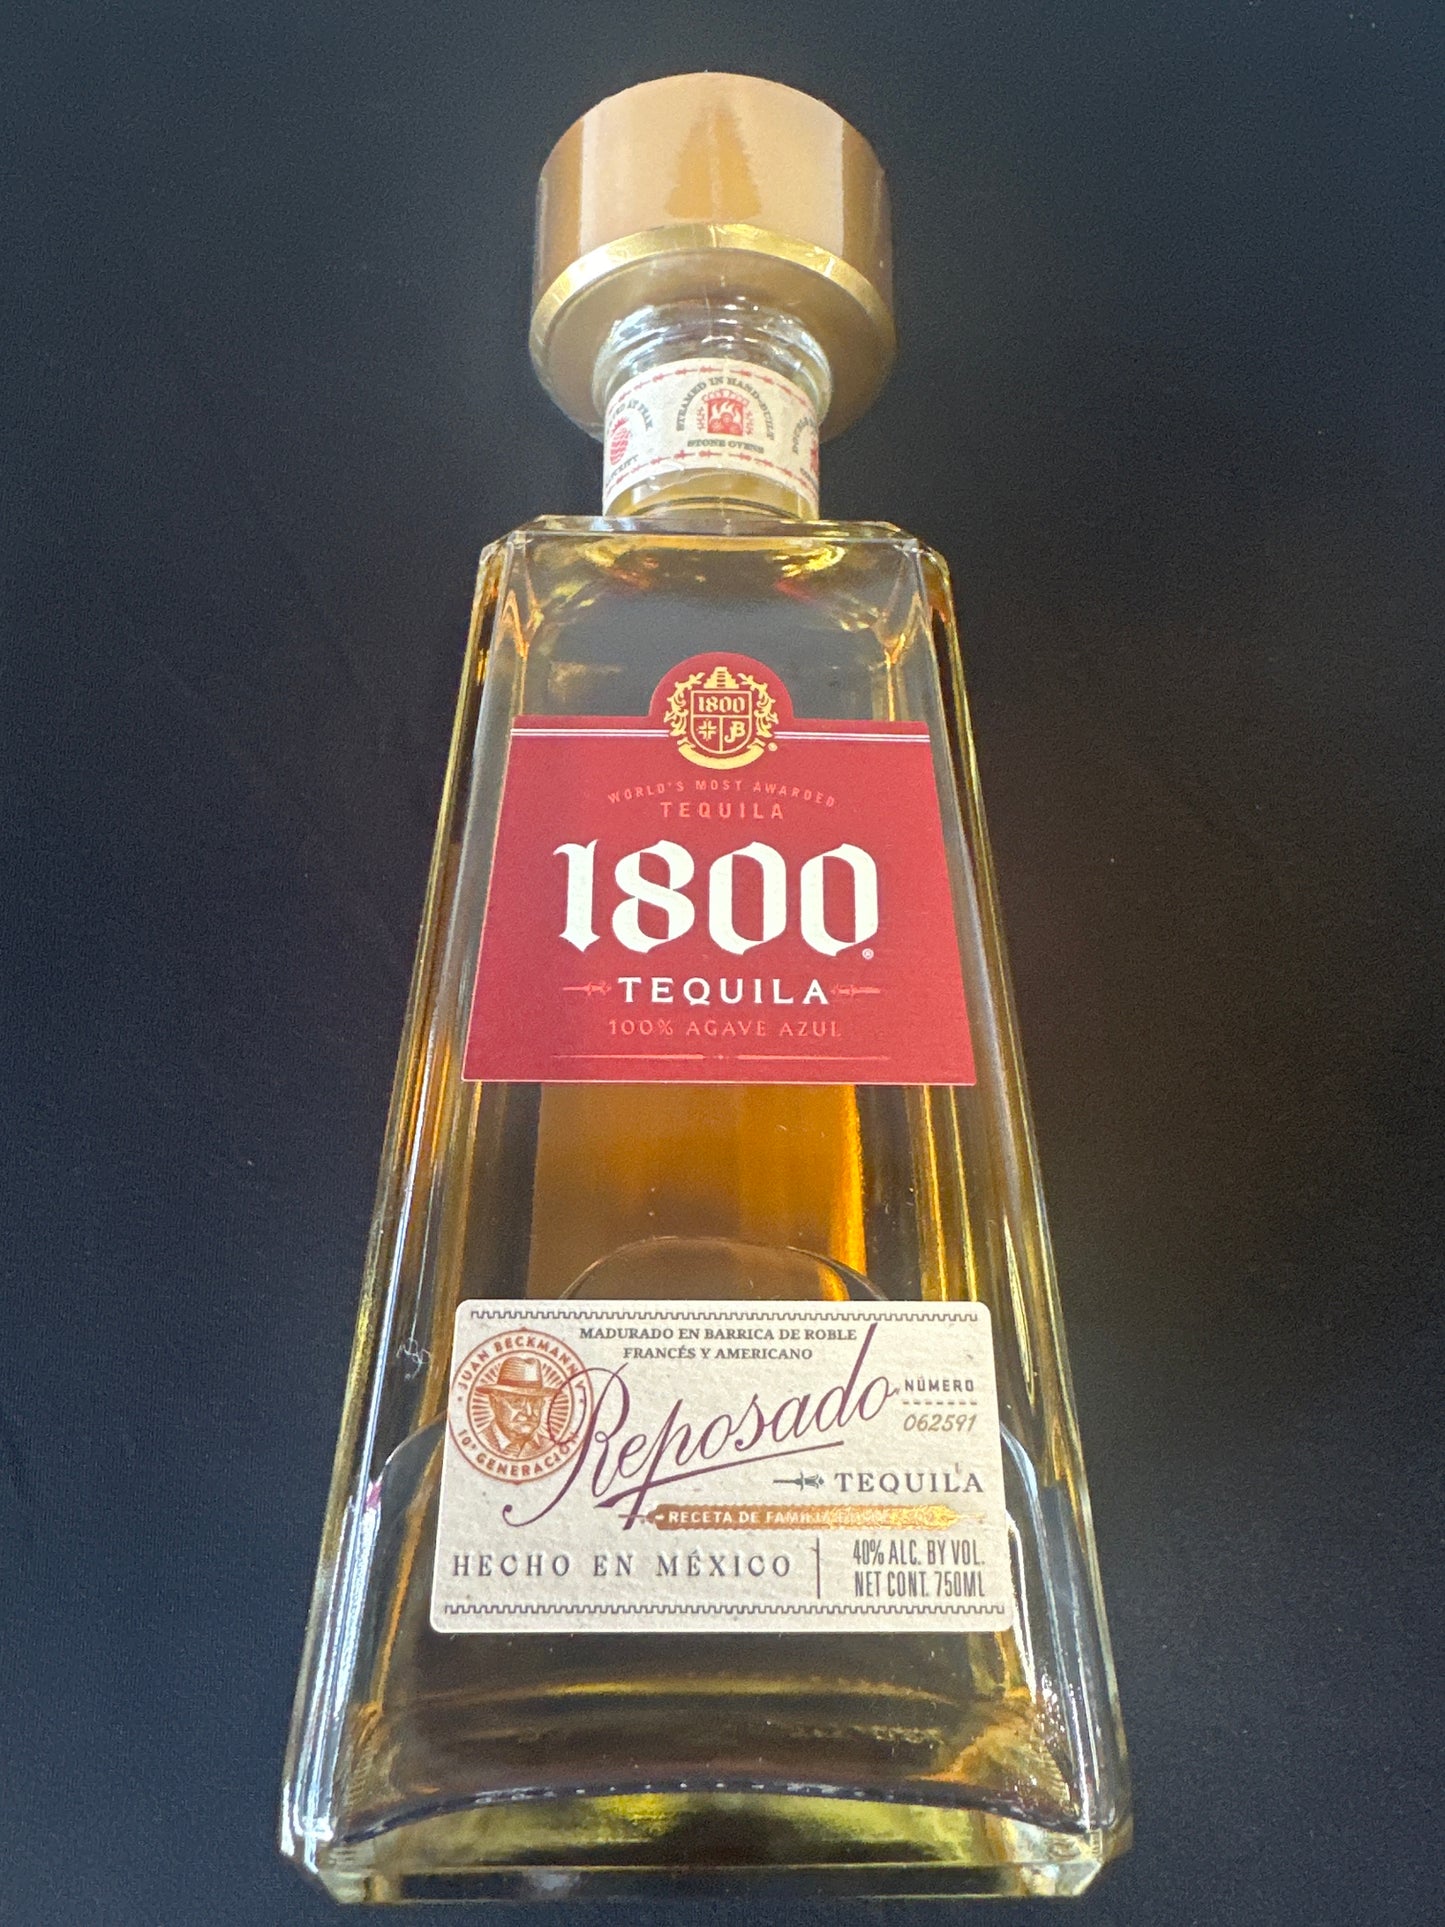 STEAMED IN HAND-BUILT
STONE OVENS
AT PEAK
1800
JB
®
WORLD'S MOST AWARDED
TEQUILA
1800®
TEQUILA
100% AGAVE AZUL
MADURADO EN BARRICA DE ROBLE
FRANCÉS Y AMERICANO
JUAN BECKMANN V
10ª GENERACIÓN
Reposado
NÚMERO
062591
TEQUILA
RECETA DE FAMILIA
HECHO EN MÉXICO
40% ALC. BY VOL.
NET CONT. 750ML